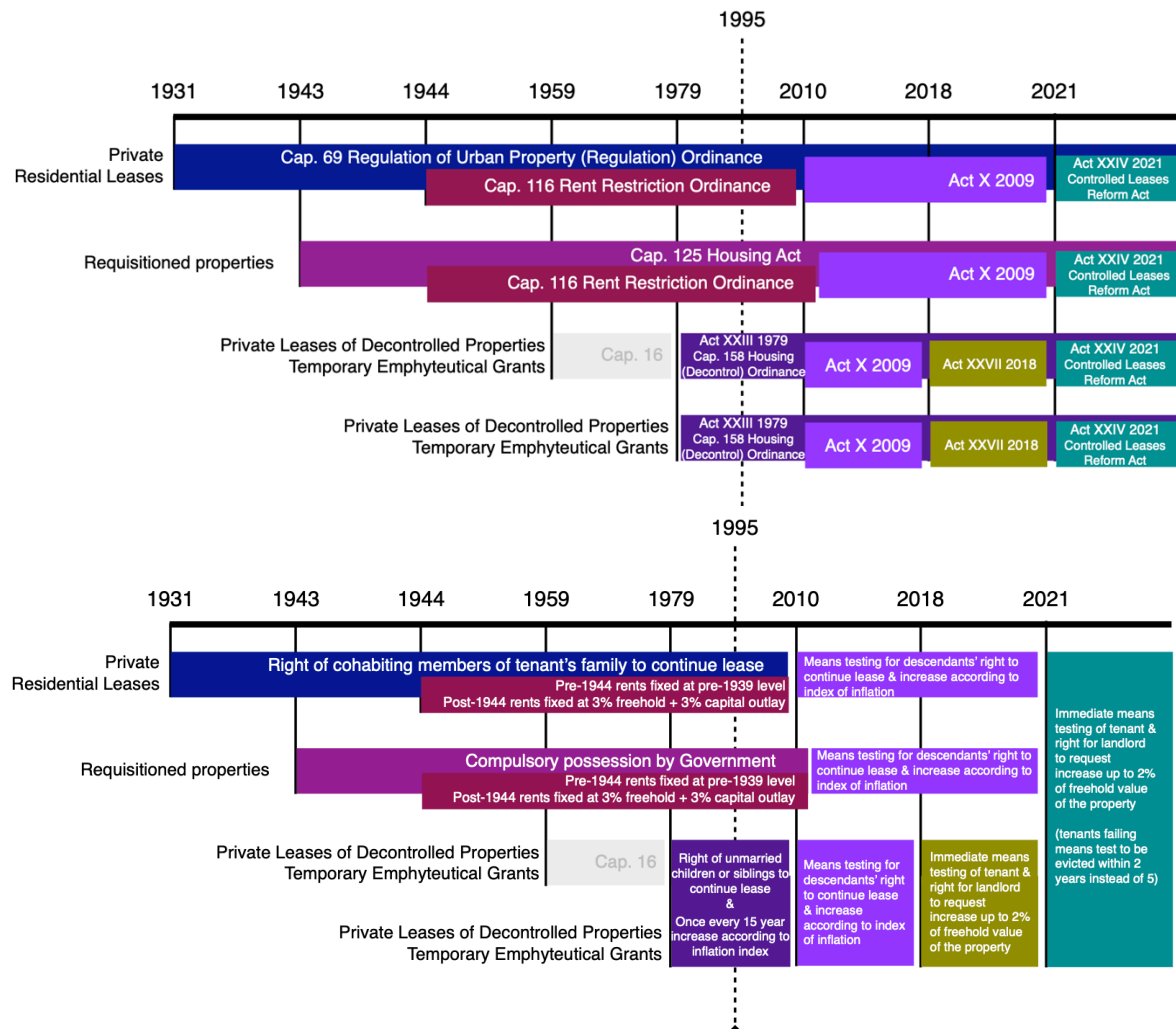 1995
1931 1943 1944 1959 1979 2010 2018 2021
Private
Residential Leases
Cap. 69 Regulation of Urban Property (Regulation) Ordinance
Cap. 116 Rent Restriction Ordinance
Act X 2009
Act XXIV 2021
Controlled Leases
Reform Act
Requisitioned properties
Cap. 125 Housing Act
Cap. 116 Rent Restriction Ordinance
Act X 2009
Act XXIV 2021
Controlled Leases
Reform Act
Private Leases of Decontrolled Properties
Temporary Emphyteutical Grants
Cap. 16
Act XXIII 1979
Cap. 158 Housing
(Decontrol) Ordinance
Act X 2009
Act XXVII 2018
Act XXIV 2021
Controlled Leases
Reform Act
Private Leases of Decontrolled Properties
Temporary Emphyteutical Grants
Act XXIII 1979
Cap. 158 Housing
(Decontrol) Ordinance
Act X 2009
Act XXVII 2018
Act XXIV 2021
Controlled Leases
Reform Act
1995
1931 1943 1944 1959 1979 2010 2018 2021
Private
Residential Leases
Right of cohabiting members of tenant's family to continue lease
Pre-1944 rents fixed at pre-1939 level
Post-1944 rents fixed at 3% freehold + 3% capital outlay
Means testing for descendants' right to
continue lease & increase according to
index of inflation
Immediate means
testing of tenant &
right for landlord
to request
increase up to 2%
of freehold value
of the property
(tenants failing
means test to be
evicted within 2
years instead of 5)
Requisitioned properties
Compulsory possession by Government
Pre-1944 rents fixed at pre-1939 level
Post-1944 rents fixed at 3% freehold + 3% capital outlay
Means testing for descendants' right to
continue lease & increase according to
index of inflation
Private Leases of Decontrolled Properties
Temporary Emphyteutical Grants
Cap. 16
Right of unmarried
children or siblings to
continue lease
&
Once every 15 year
increase according to
inflation index
Means testing for
descendants' right
to continue lease
& increase
according to index
of inflation
Immediate means
testing of tenant &
right for landlord
to request
increase up to 2%
of freehold value
of the property
Private Leases of Decontrolled Properties
Temporary Emphyteutical Grants